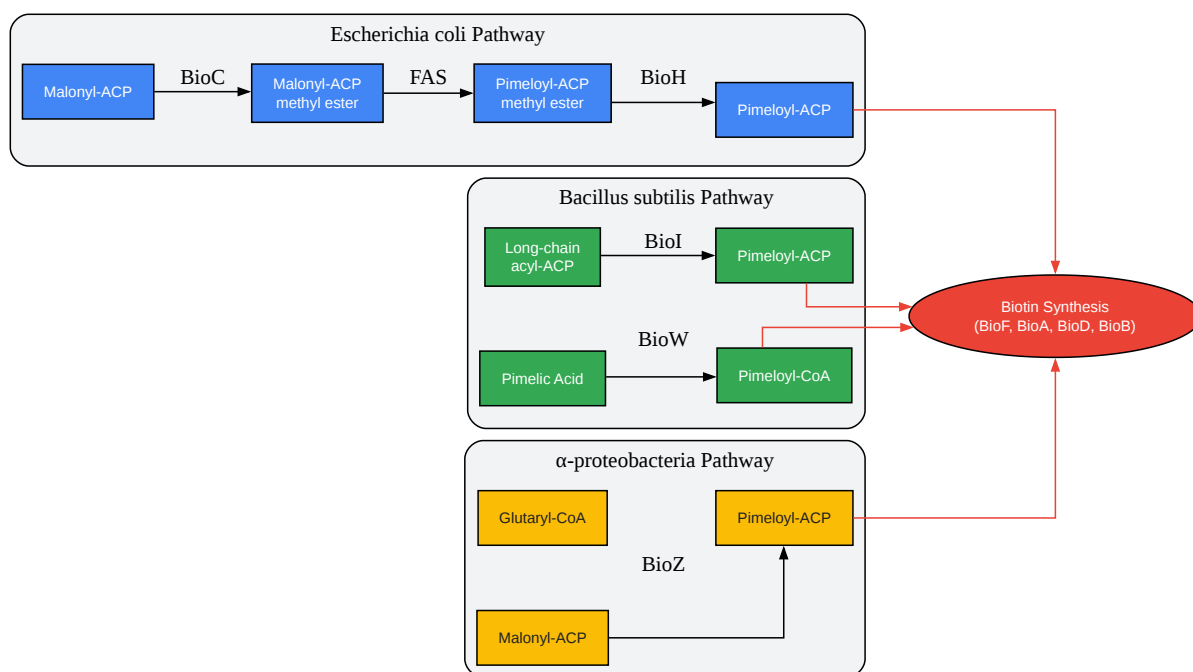 Escherichia coli Pathway
Malonyl-ACP
BioC
Malonyl-ACP
methyl ester
FAS
Pimeloyl-ACP
methyl ester
BioH
Pimeloyl-ACP
Bacillus subtilis Pathway
Long-chain
acyl-ACP
BioI
Pimeloyl-ACP
Pimelic Acid
BioW
Pimeloyl-CoA
Biotin Synthesis
(BioF, BioA, BioD, BioB)
α-proteobacteria Pathway
Glutaryl-CoA
Pimeloyl-ACP
BioZ
Malonyl-ACP